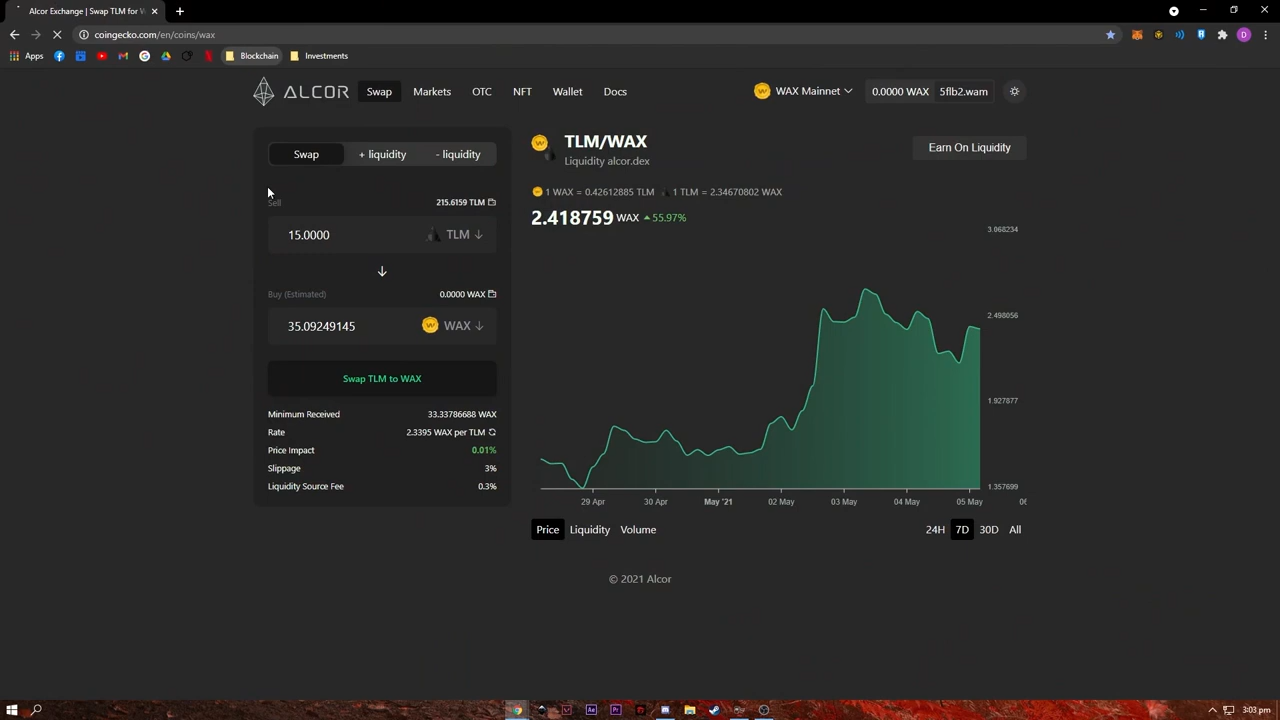 Alcor Exchange | Swap TLM for W
coingecko.com/en/coins/wax
D
Apps
Blockchain
Investments
ALCOR
Swap
Markets
OTC
NFT
Wallet
Docs
WAX Mainnet
0.0000 WAX
5flb2.wam
Swap
+ liquidity
- liquidity
Sell
215.6159 TLM
15.0000
TLM
Buy (Estimated)
0.0000 WAX
35.09249145
WAX
Swap TLM to WAX
Minimum Received
33.33786688 WAX
Rate
2.3395 WAX per TLM
Price Impact
0.01%
Slippage
3%
Liquidity Source Fee
0.3%
TLM/WAX
Liquidity alcor.dex
Earn On Liquidity
1 WAX = 0.42612885 TLM
1 TLM = 2.34670802 WAX
2.418759 WAX
55.97%
3.068234
2.498056
1.927877
1.357699
29 Apr
30 Apr
May '21
02 May
03 May
04 May
05 May
Price
Liquidity
Volume
24H
7D
30D
All
© 2021 Alcor
3:03 pm